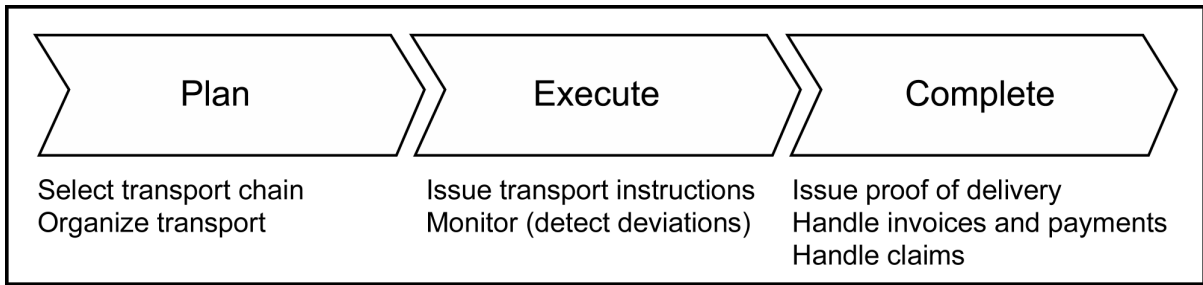 Plan
Execute
Complete
Select transport chain
Organize transport
Issue transport instructions
Monitor (detect deviations)
Issue proof of delivery
Handle invoices and payments
Handle claims